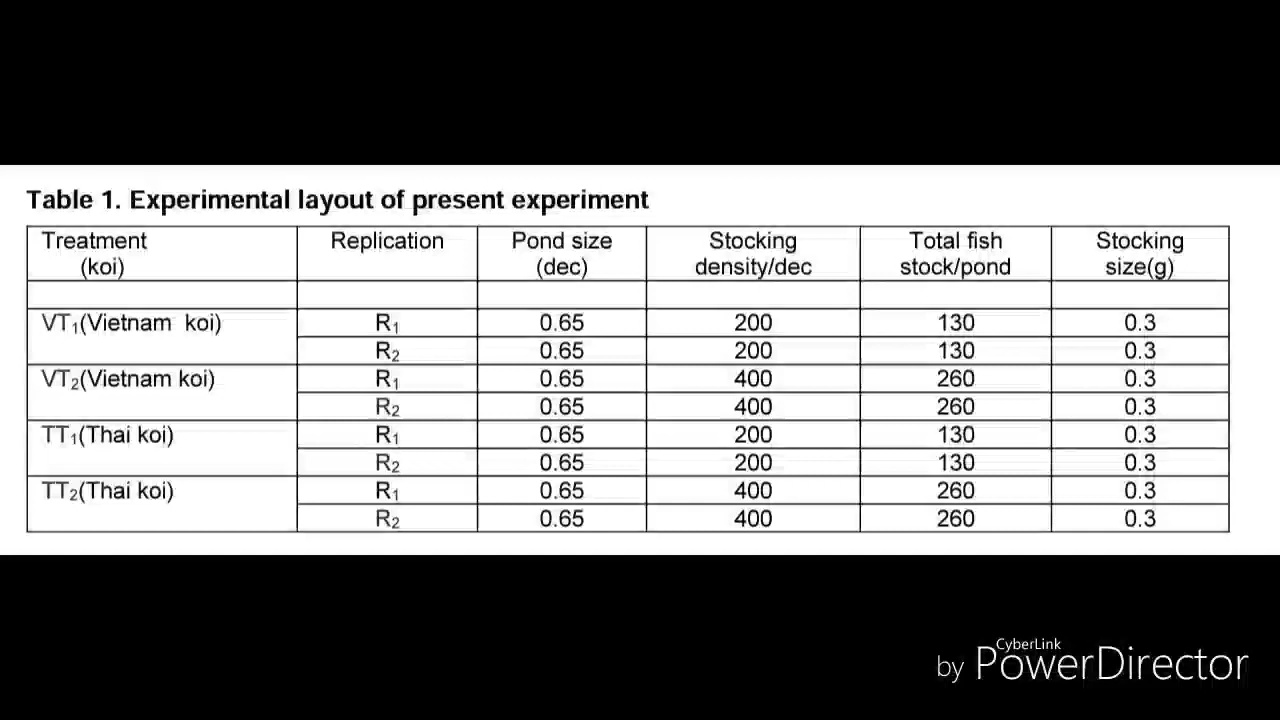 Table 1. Experimental layout of present experiment
Treatment (koi) Replication Pond size (dec) Stocking density/dec Total fish stock/pond Stocking size(g)
VT₁(Vietnam koi) R₁ 0.65 200 130 0.3
R₂ 0.65 200 130 0.3
VT₂(Vietnam koi) R₁ 0.65 400 260 0.3
R₂ 0.65 400 260 0.3
TT₁(Thai koi) R₁ 0.65 200 130 0.3
R₂ 0.65 200 130 0.3
TT₂(Thai koi) R₁ 0.65 400 260 0.3
R₂ 0.65 400 260 0.3
CyberLink
by PowerDirector